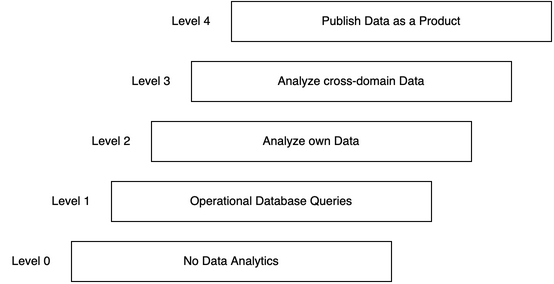 Level 4 Publish Data as a Product
Level 3 Analyze cross-domain Data
Level 2 Analyze own Data
Level 1 Operational Database Queries
Level 0 No Data Analytics